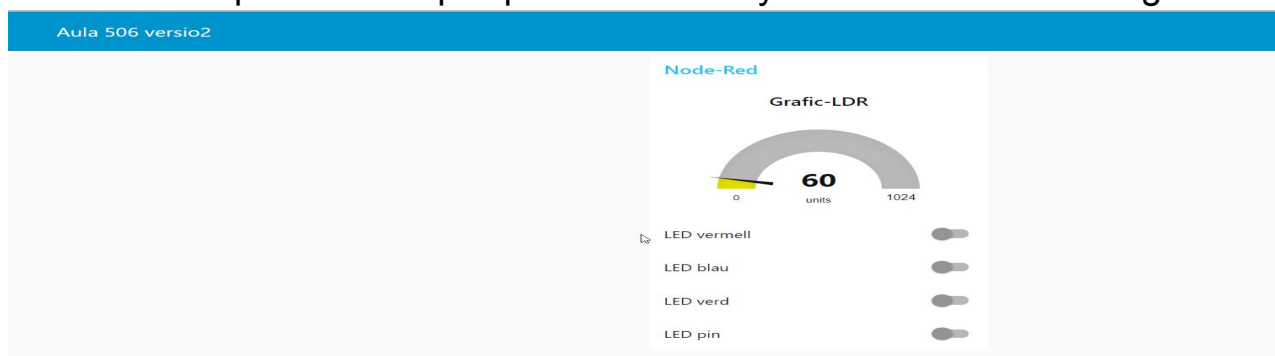 Aula 506 versio2
Node-Red
Grafic-LDR
60
0 units 1024
LED vermell
LED blau
LED verd
LED pin